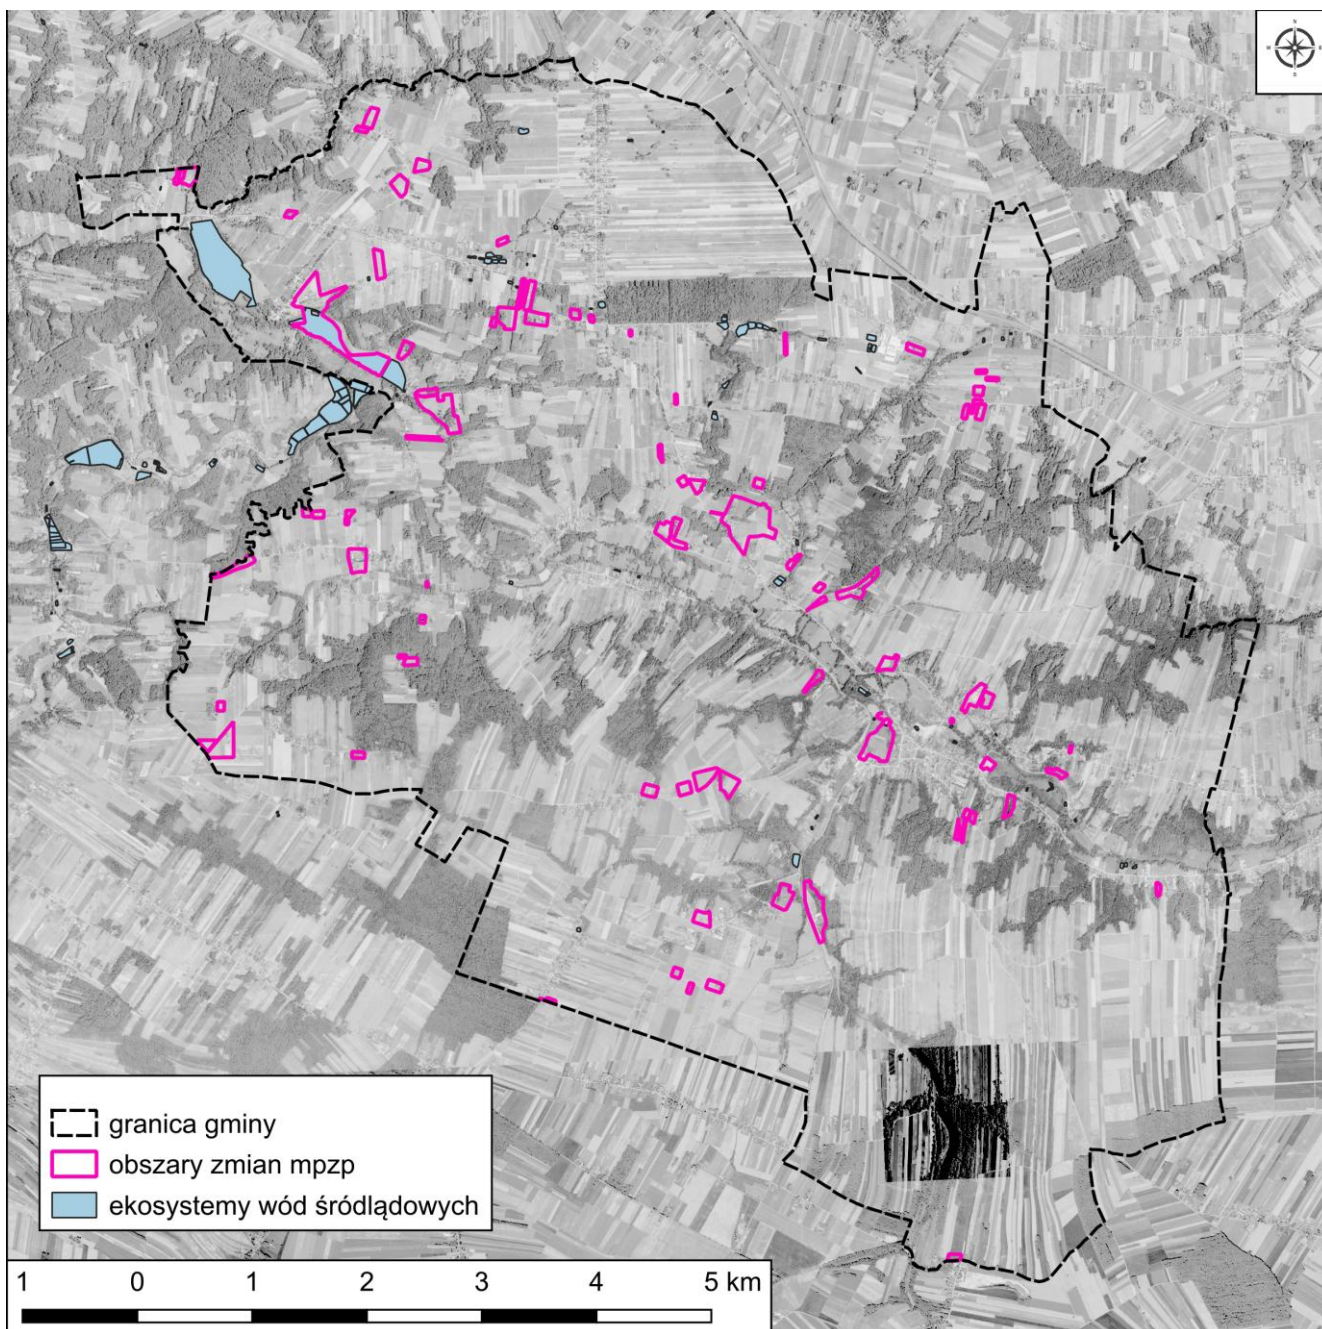 N
W E
S
granica gminy
obszary zmian mpzp
ekosystemy wód śródlądowych
1 0 1 2 3 4 5 km